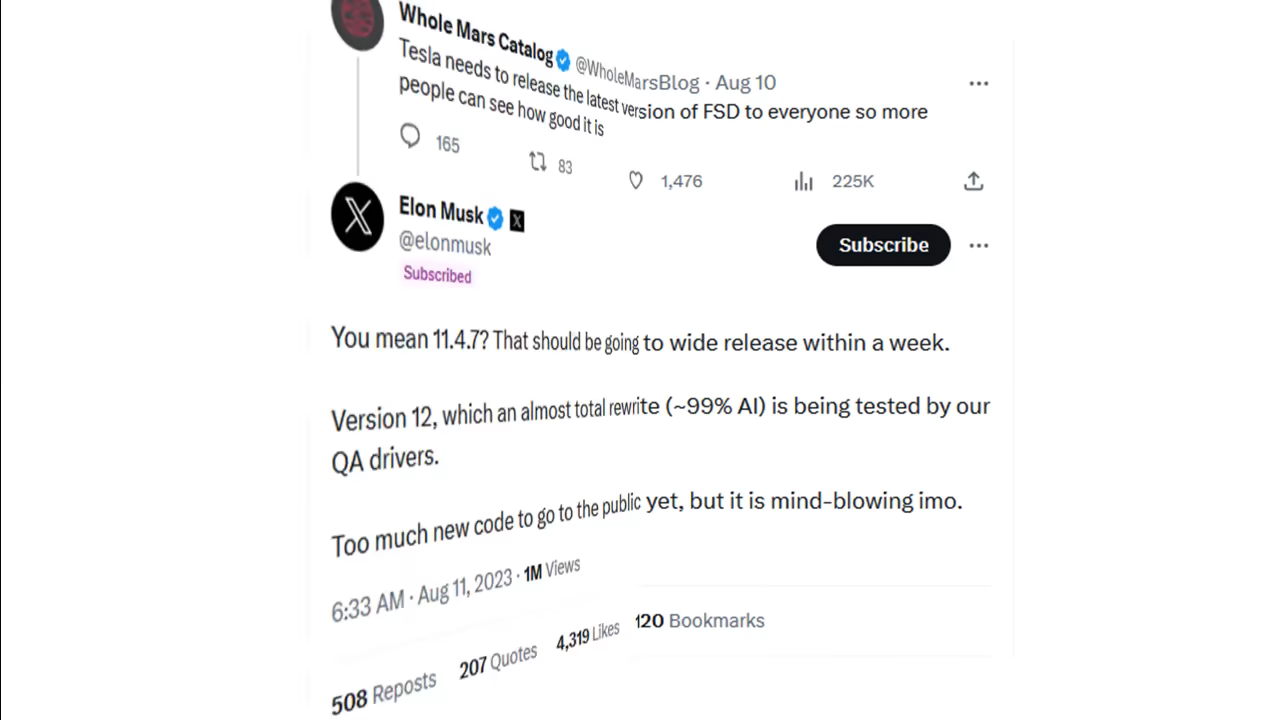 Whole Mars Catalog @WholeMarsBlog · Aug 10
Tesla needs to release the latest version of FSD to everyone so more
people can see how good it is
165 83 1,476 225K
Elon Musk
@elonmusk
Subscribed
Subscribe
You mean 11.4.7? That should be going to wide release within a week.
Version 12, which an almost total rewrite (~99% AI) is being tested by our
QA drivers.
Too much new code to go to the public yet, but it is mind-blowing imo.
6:33 AM · Aug 11, 2023 · 1M Views
508 Reposts 207 Quotes 4,319 Likes 120 Bookmarks